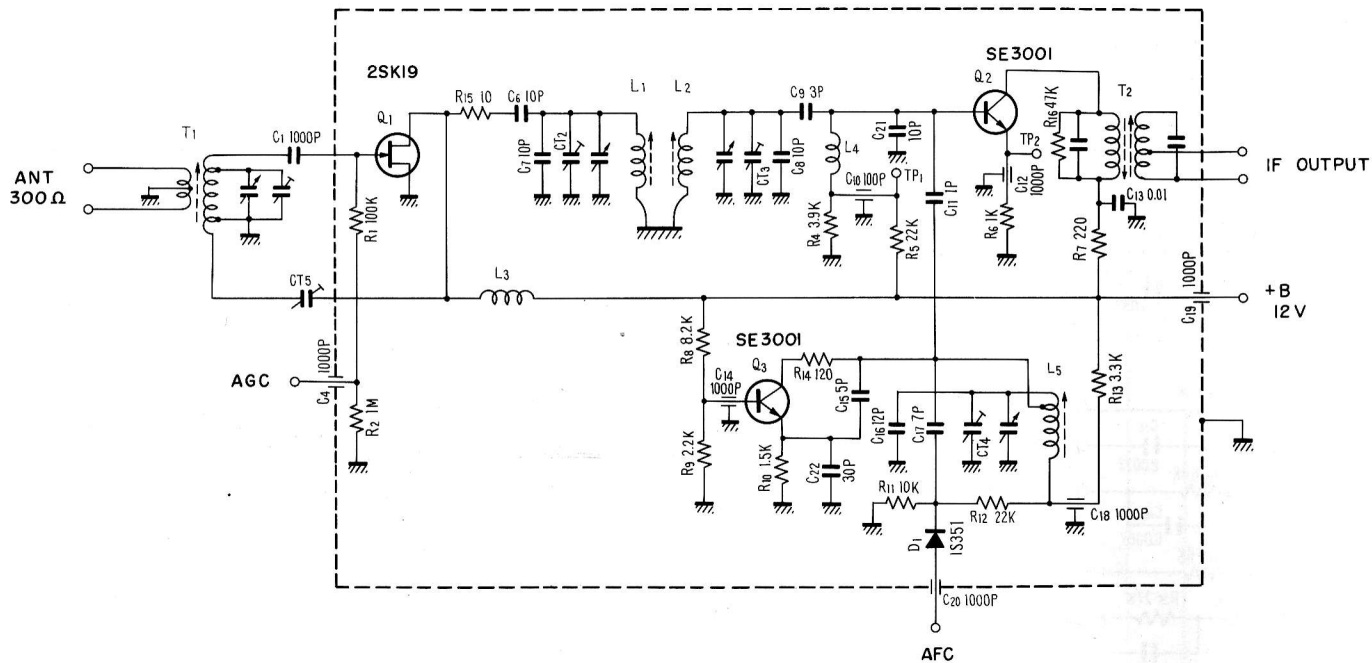 2SK19
SE3001
Q1
Q2
R15 10
C6 10P
L1
L2
C9 3P
T1
C1 1000P
ANT
300Ω
R1 100K
C7 10P
CT2
CT3
C8 10P
L4
C21
10P
TP1
C10 100P
R4 3.9K
R5 22K
C11 1P
TP2
C12
1000P
R6 1K
R16 47K
T2
IF OUTPUT
C13 0.01
R7 220
CT5
L3
C19 1000P
+B
12V
AGC
C4 1000P
R2 1M
R8 8.2K
SE3001
C14
1000P
Q3
R14 120
C15 5P
L5
R13 3.3K
R9 2.2K
R10 1.5K
C22
30P
C16 12P
C17 7P
CT4
R11 10K
R12 22K
C18 1000P
D1
1S351
C20 1000P
AFC